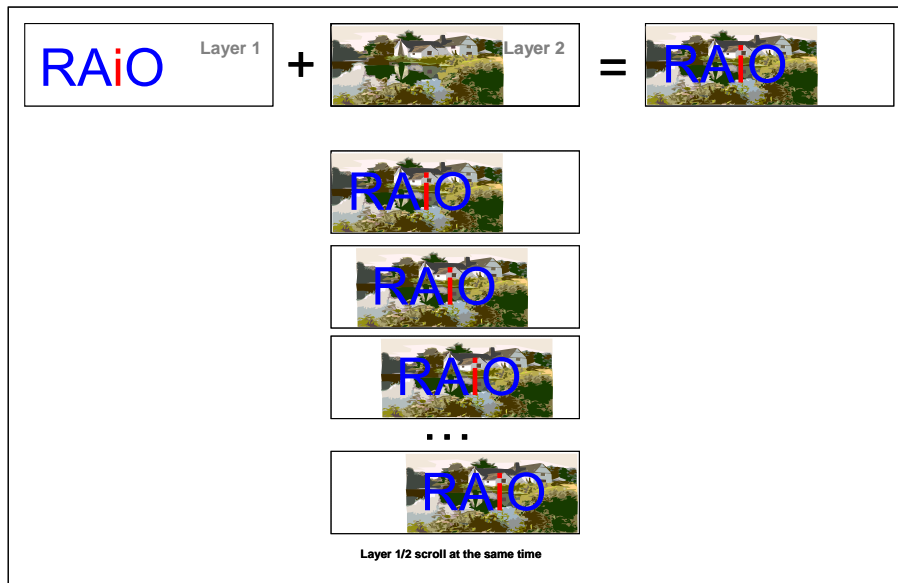 RAiO Layer 1 + Layer 2 = RAiO
RAiO
RAiO
RAiO
...
RAiO
Layer 1/2 scroll at the same time